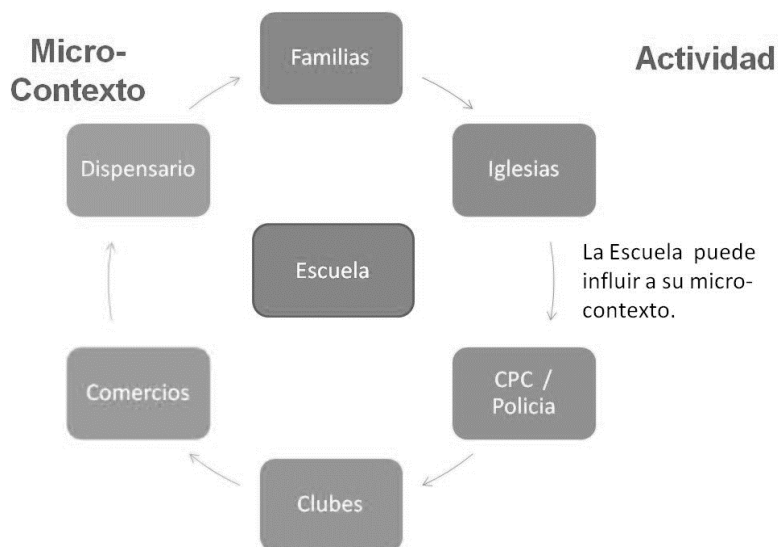 Micro-
Contexto
Actividad
Familias
Dispensario
Iglesias
Escuela
La Escuela puede
influir a su micro-
contexto.
Comercios
CPC /
Policia
Clubes